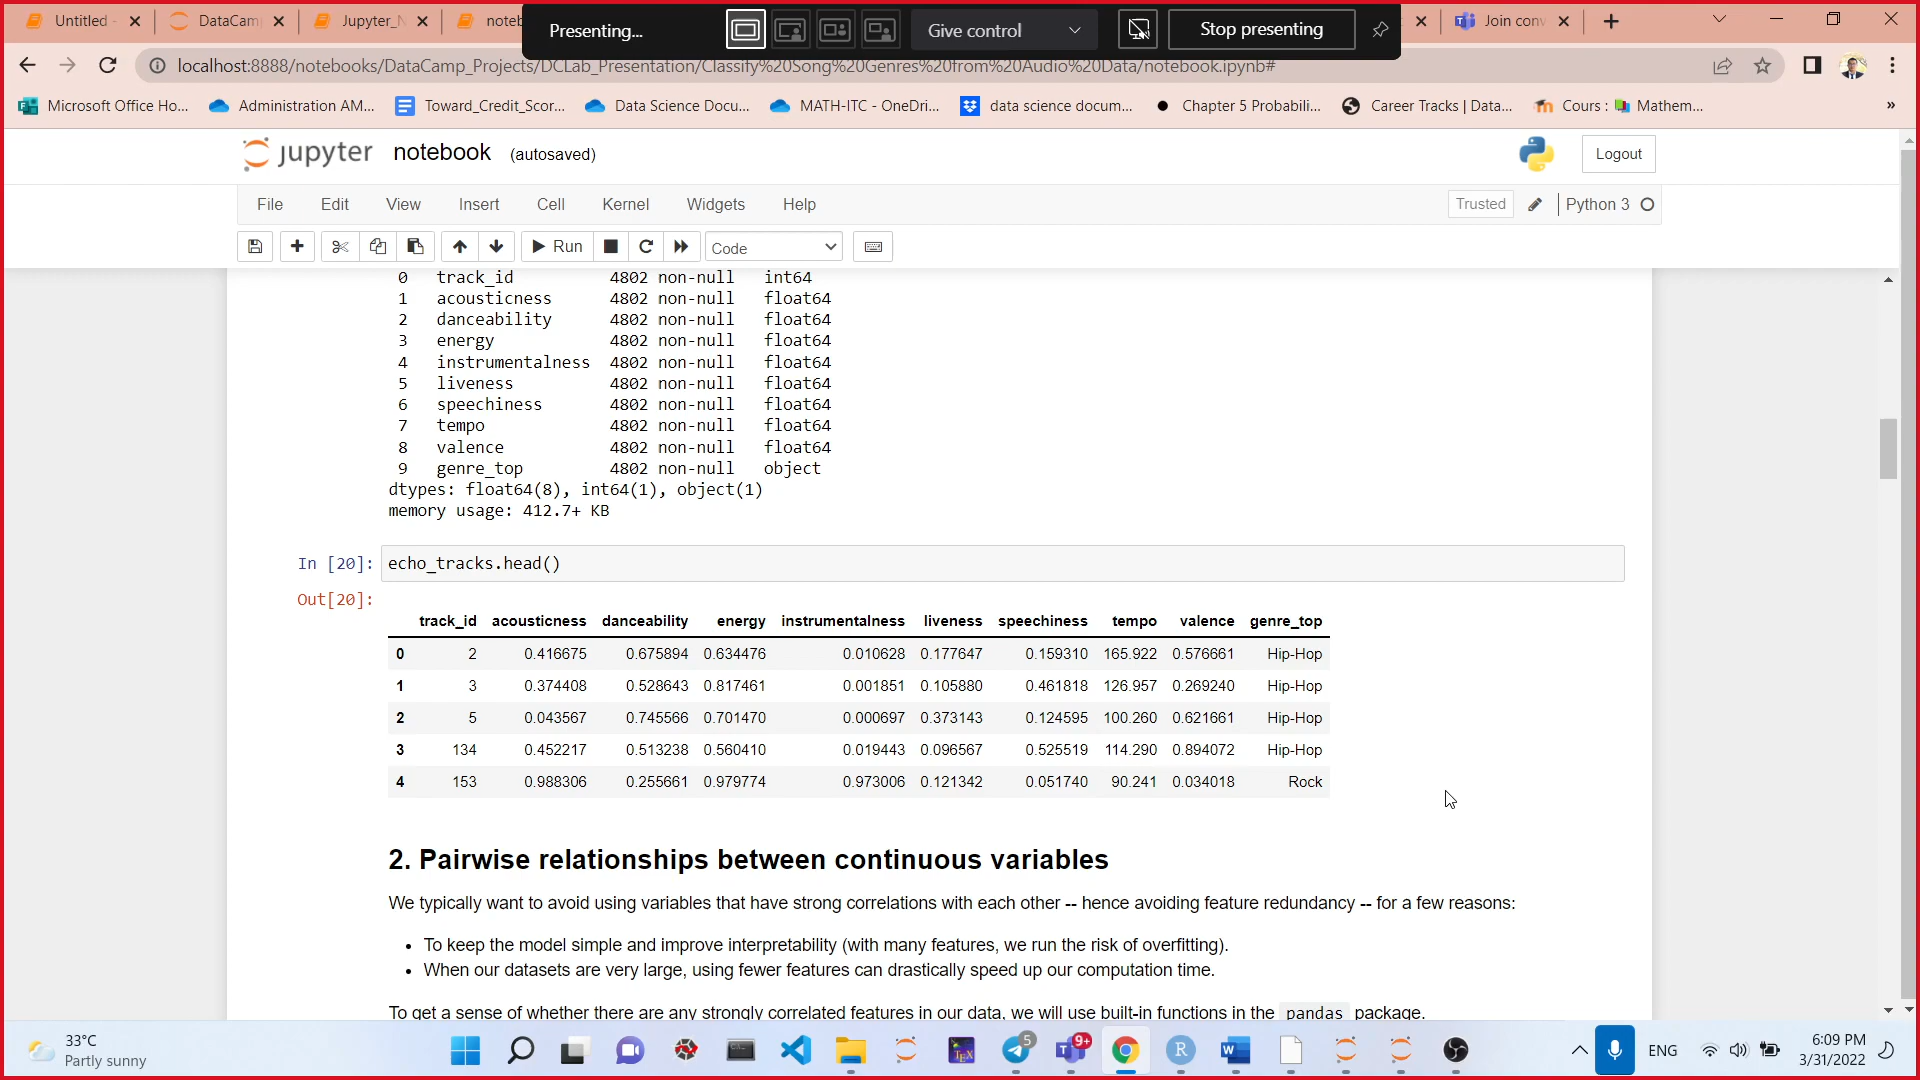 Untitled -
DataCamp
Jupyter_N
noteb
Presenting...
Give control
Stop presenting
Join conv
localhost:8888/notebooks/DataCamp_Projects/DCLab_Presentation/Classify%20Song%20Genres%20from%20Audio%20Data/notebook.ipynb#
Microsoft Office Ho...
Administration AM...
Toward_Credit_Scor...
Data Science Docu...
MATH-ITC - OneDri...
data science docum...
Chapter 5 Probabili...
Career Tracks | Data...
Cours : Mathem...
»
jupyter notebook (autosaved)
Logout
File Edit View Insert Cell Kernel Widgets Help
Trusted
Python 3
Run
Code
0 track_id 4802 non-null int64
1 acousticness 4802 non-null float64
2 danceability 4802 non-null float64
3 energy 4802 non-null float64
4 instrumentalness 4802 non-null float64
5 liveness 4802 non-null float64
6 speechiness 4802 non-null float64
7 tempo 4802 non-null float64
8 valence 4802 non-null float64
9 genre_top 4802 non-null object
dtypes: float64(8), int64(1), object(1)
memory usage: 412.7+ KB
In [20]: echo_tracks.head()
Out[20]:
track_id acousticness danceability energy instrumentalness liveness speechiness tempo valence genre_top
0 2 0.416675 0.675894 0.634476 0.010628 0.177647 0.159310 165.922 0.576661 Hip-Hop
1 3 0.374408 0.528643 0.817461 0.001851 0.105880 0.461818 126.957 0.269240 Hip-Hop
2 5 0.043567 0.745566 0.701470 0.000697 0.373143 0.124595 100.260 0.621661 Hip-Hop
3 134 0.452217 0.513238 0.560410 0.019443 0.096567 0.525519 114.290 0.894072 Hip-Hop
4 153 0.988306 0.255661 0.979774 0.973006 0.121342 0.051740 90.241 0.034018 Rock
2. Pairwise relationships between continuous variables
We typically want to avoid using variables that have strong correlations with each other -- hence avoiding feature redundancy -- for a few reasons:
• To keep the model simple and improve interpretability (with many features, we run the risk of overfitting).
• When our datasets are very large, using fewer features can drastically speed up our computation time.
To get a sense of whether there are any strongly correlated features in our data, we will use built-in functions in the pandas package.
33°C
Partly sunny
TEX
5
9+
R
W
ENG
6:09 PM
3/31/2022